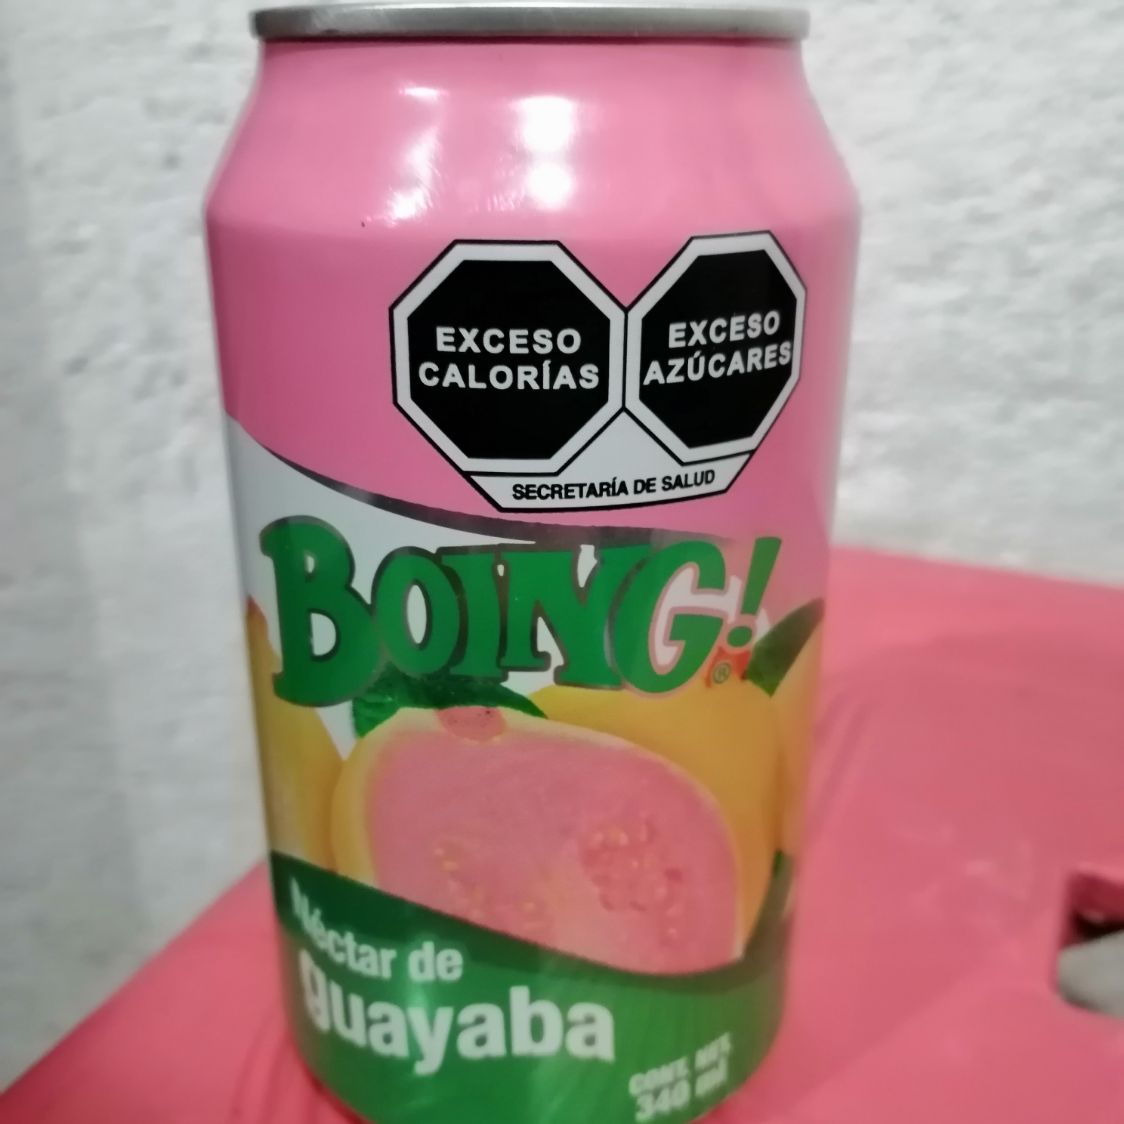 EXCESO
CALORÍAS
EXCESO
AZÚCARES
SECRETARÍA DE SALUD
BOING!
®
Néctar de
guayaba
CONT. NET.
340 ml